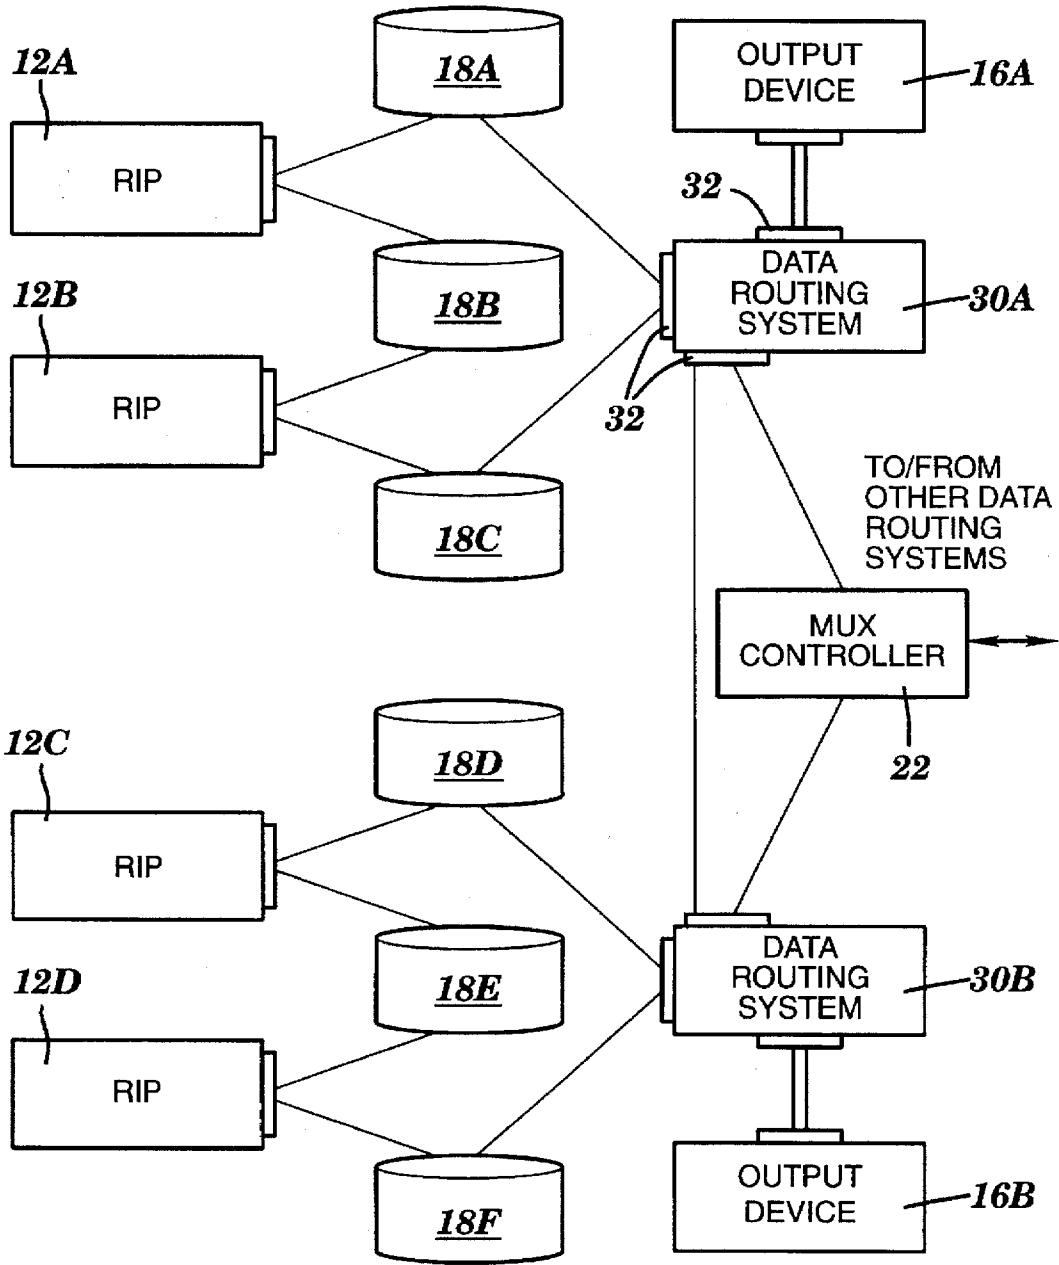 12A
RIP
18A
OUTPUT
DEVICE
16A
32
12B
RIP
18B
DATA
ROUTING
SYSTEM
30A
32
18C
TO/FROM
OTHER DATA
ROUTING
SYSTEMS
MUX
CONTROLLER
22
12C
RIP
18D
12D
RIP
18E
DATA
ROUTING
SYSTEM
30B
18F
OUTPUT
DEVICE
16B